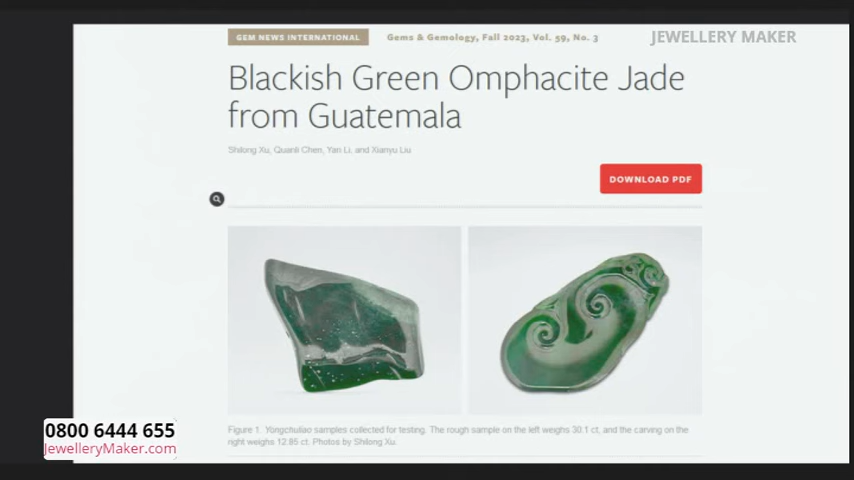 GEM NEWS INTERNATIONAL Gems & Gemology, Fall 2023, Vol. 59, No. 3 JEWELLERY MAKER
Blackish Green Omphacite Jade
from Guatemala
Shilong Xu, Quanli Chen, Yan Li, and Xianyu Liu
DOWNLOAD PDF
Figure 1. Yongchuliao samples collected for testing. The rough sample on the left weighs 30.1 ct, and the carving on the
right weighs 12.85 ct. Photos by Shilong Xu.
0800 6444 655
JewelleryMaker.com